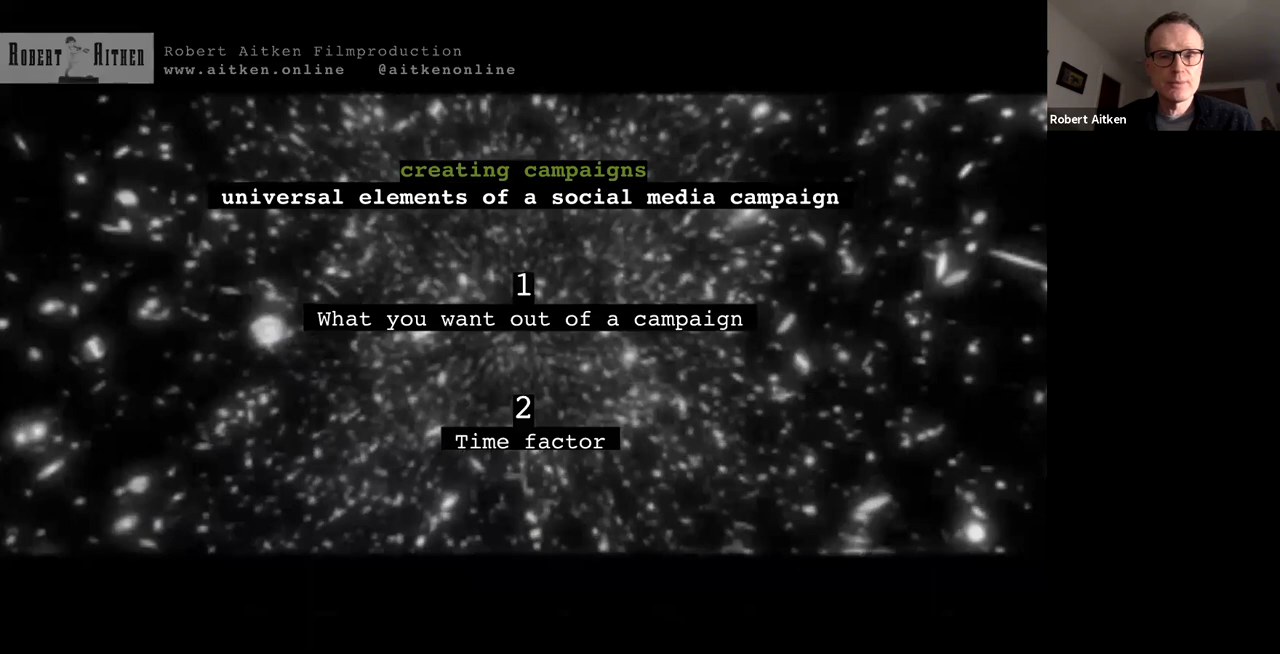 ROBERT AITKEN
Robert Aitken Filmproduction
www.aitken.online @aitkenonline
creating campaigns
universal elements of a social media campaign
1
What you want out of a campaign
2
Time factor
Robert Aitken